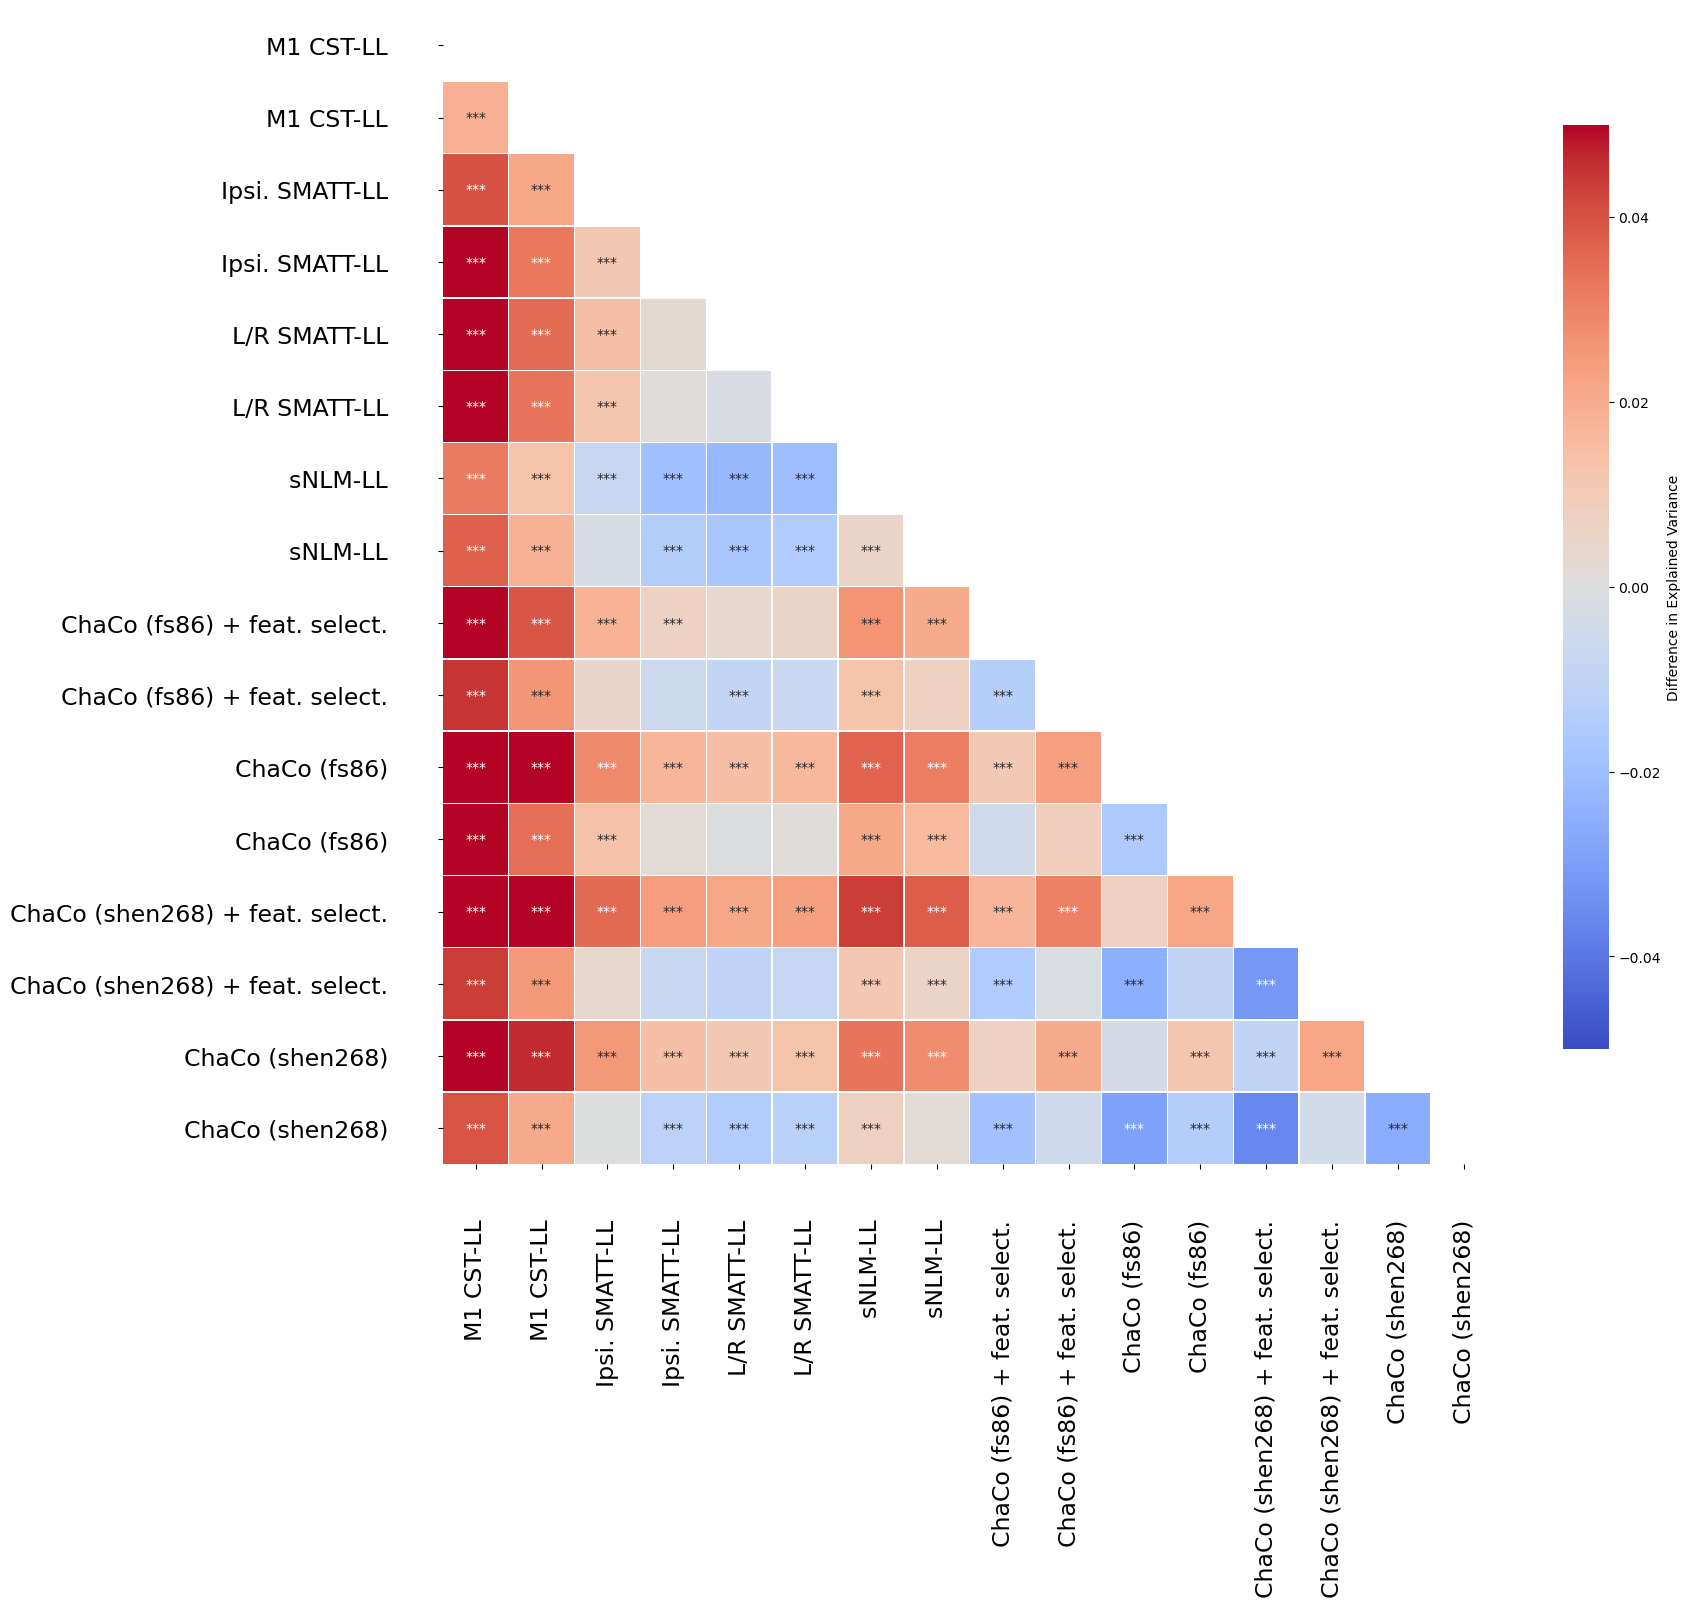 M1 CST-LL
M1 CST-LL
***
Ipsi. SMATT-LL
*** ***
Ipsi. SMATT-LL
*** *** ***
L/R SMATT-LL
*** *** ***
L/R SMATT-LL
*** *** ***
sNLM-LL
*** *** *** *** *** ***
sNLM-LL
*** *** *** *** *** ***
ChaCo (fs86) + feat. select.
*** *** *** *** *** ***
ChaCo (fs86) + feat. select.
*** *** *** *** ***
ChaCo (fs86)
*** *** *** *** *** *** *** *** *** ***
ChaCo (fs86)
*** *** *** *** *** ***
ChaCo (shen268) + feat. select.
*** *** *** *** *** *** *** *** *** *** ***
ChaCo (shen268) + feat. select.
*** *** *** *** *** *** ***
ChaCo (shen268)
*** *** *** *** *** *** *** *** *** *** *** ***
ChaCo (shen268)
*** *** *** *** *** *** *** *** *** *** ***
M1 CST-LL
M1 CST-LL
Ipsi. SMATT-LL
Ipsi. SMATT-LL
L/R SMATT-LL
L/R SMATT-LL
sNLM-LL
sNLM-LL
ChaCo (fs86) + feat. select.
ChaCo (fs86) + feat. select.
ChaCo (fs86)
ChaCo (fs86)
ChaCo (shen268) + feat. select.
ChaCo (shen268) + feat. select.
ChaCo (shen268)
ChaCo (shen268)
0.04
0.02
0.00
−0.02
−0.04
Difference in Explained Variance